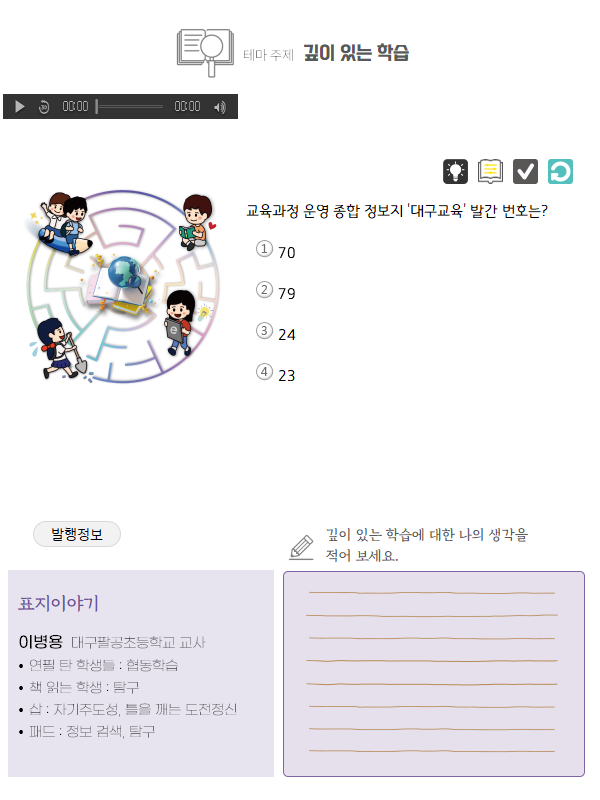 테마 주제 깊이 있는 학습
30 00:00 00:00
교육과정 운영 종합 정보지 '대구교육' 발간 번호는?
① 70
② 79
③ 24
④ 23
e
발행정보
깊이 있는 학습에 대한 나의 생각을
적어 보세요.
표지이야기
이병용 대구팔공초등학교 교사
• 연필 탄 학생들 : 협동학습
• 책 읽는 학생 : 탐구
• 삽 : 자기주도성, 틀을 깨는 도전정신
• 패드 : 정보 검색, 탐구